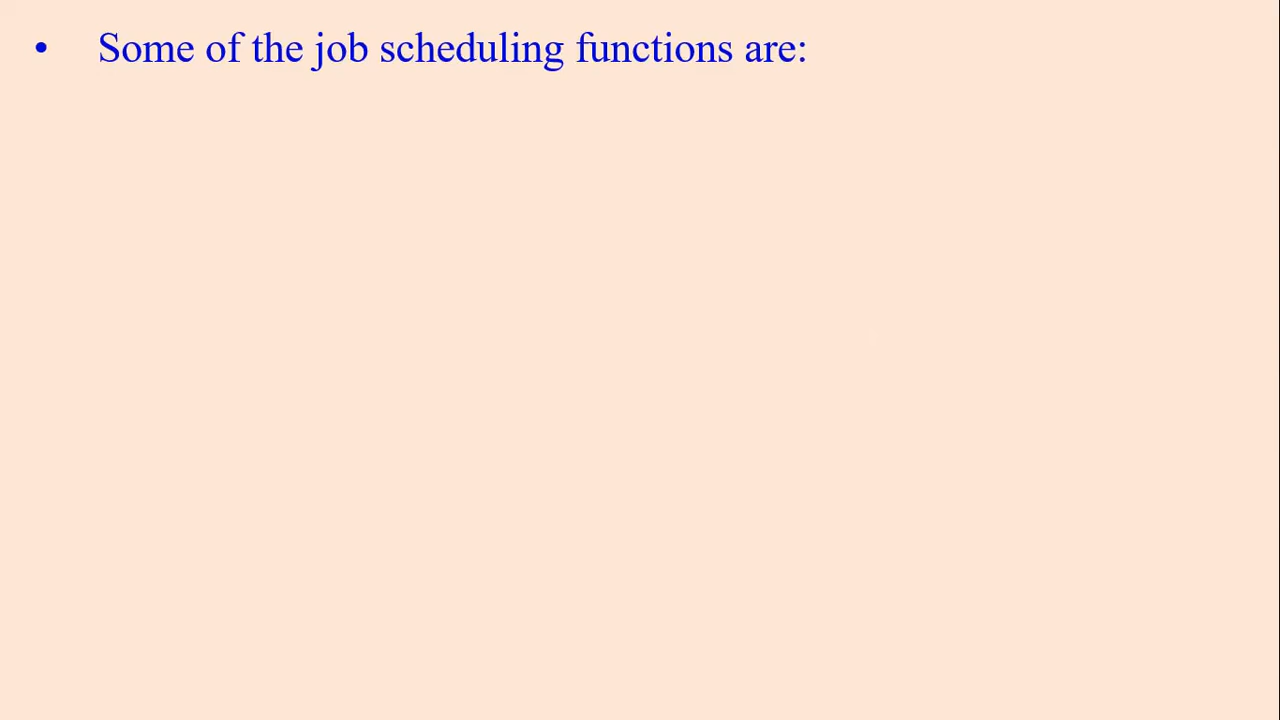 • Some of the job scheduling functions are: